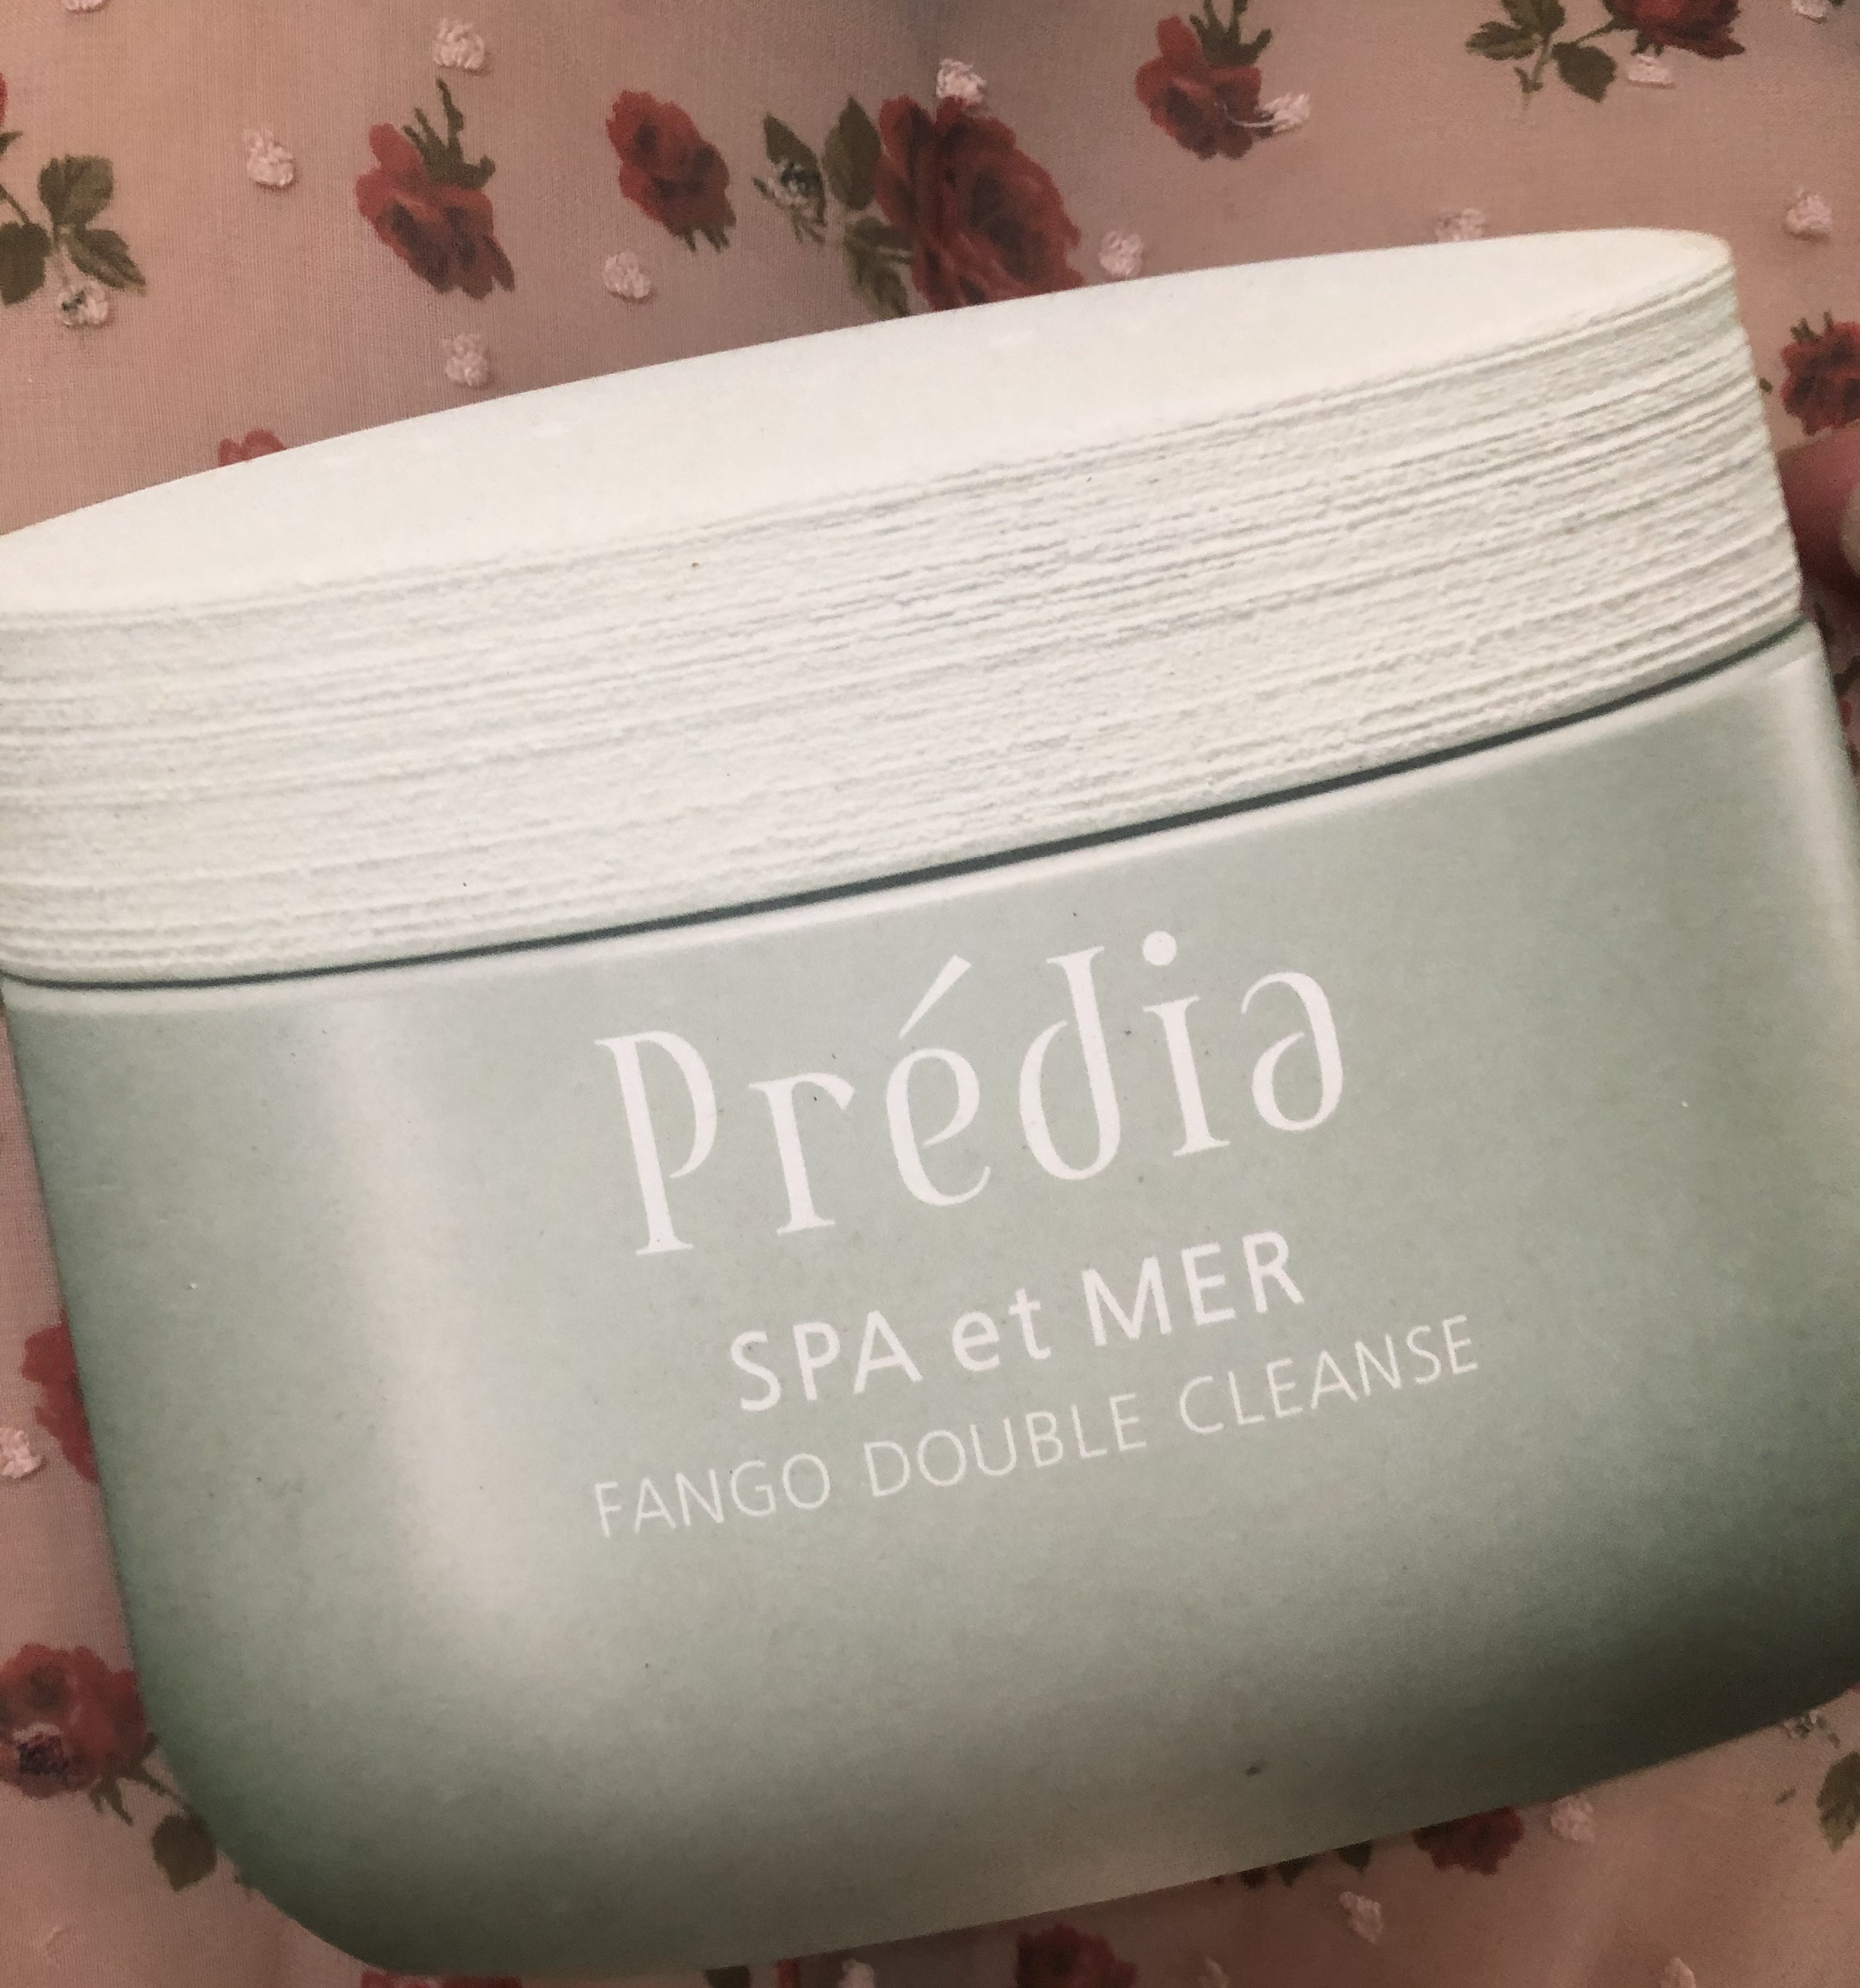 Prédia
SPA et MER
FANGO DOUBLE CLEANSE